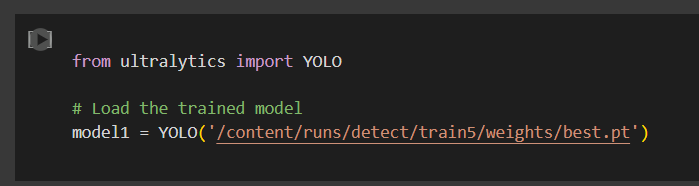 from ultralytics import YOLO
# Load the trained model
model1 = YOLO('/content/runs/detect/train5/weights/best.pt')